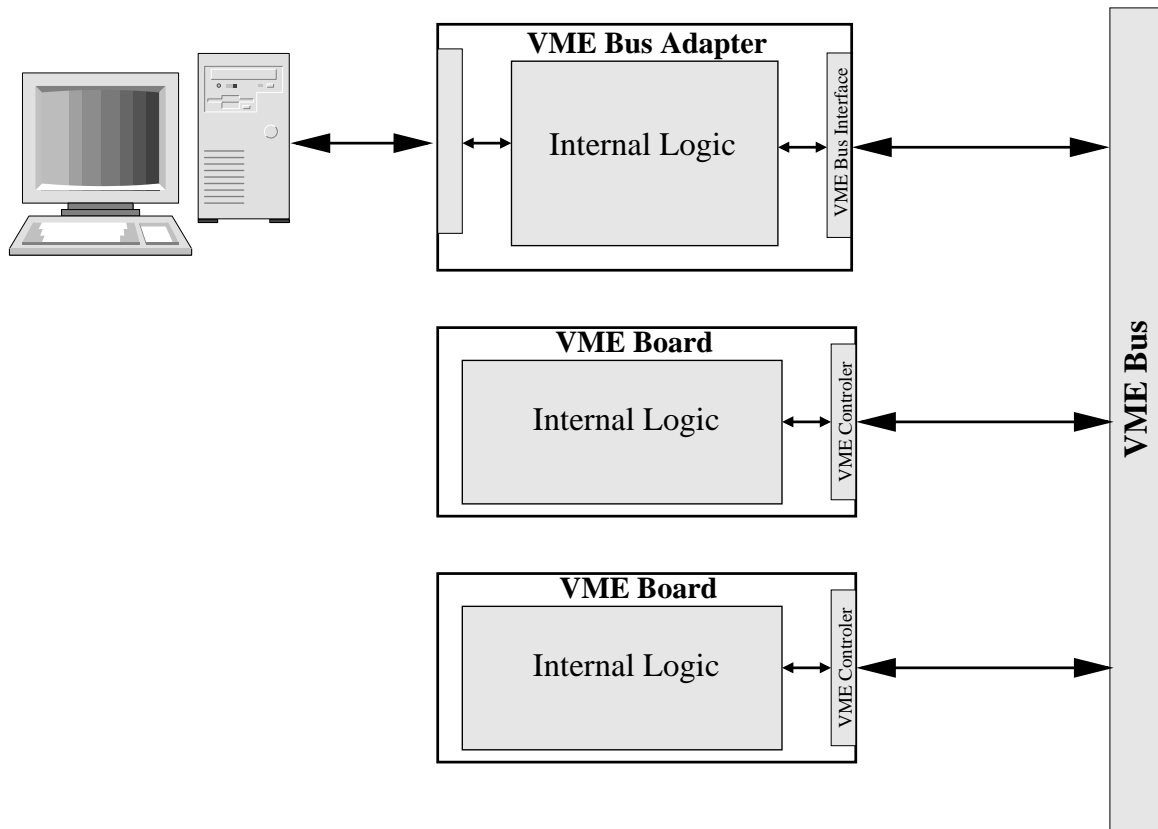 VME Bus Adapter
Internal Logic
VME Bus Interface
VME Board
Internal Logic
VME Controler
VME Board
Internal Logic
VME Controler
VME Bus